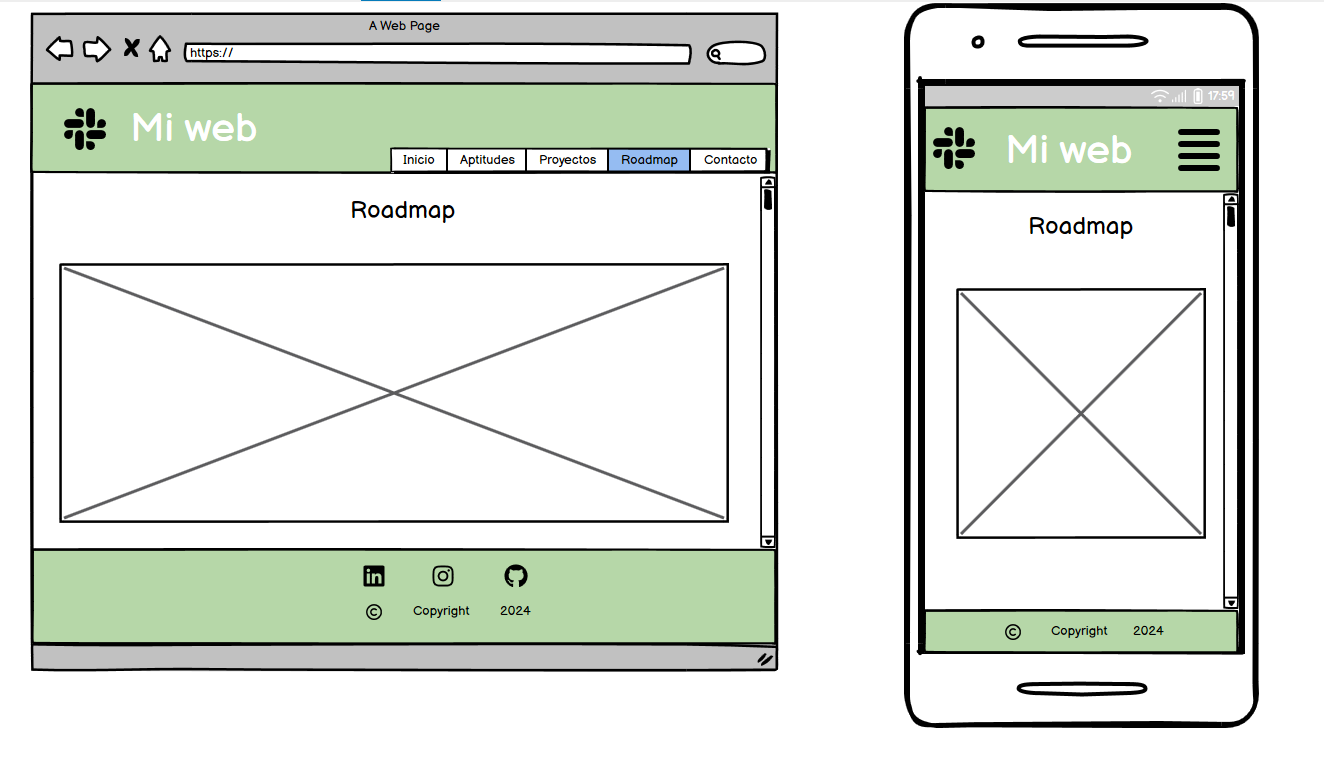 A Web Page
https://
Mi web
Inicio Aptitudes Proyectos Roadmap Contacto
Roadmap
in
© Copyright 2024
17:59
Mi web
Roadmap
© Copyright 2024